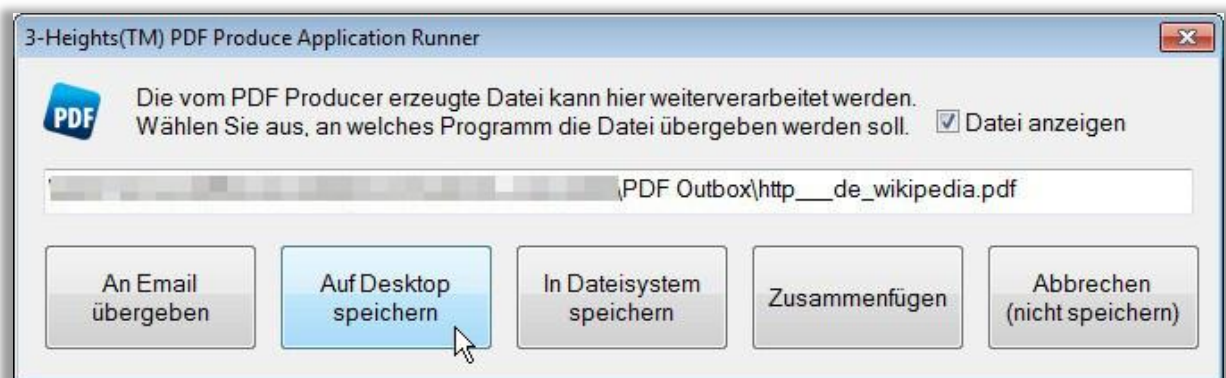 3-Heights(TM) PDF Produce Application Runner
PDF
Die vom PDF Producer erzeugte Datei kann hier weiterverarbeitet werden.
Wählen Sie aus, an welches Programm die Datei übergeben werden soll.
Datei anzeigen
\PDF Outbox\http___de_wikipedia.pdf
An Email
übergeben
Auf Desktop
speichern
In Dateisystem
speichern
Zusammenfügen
Abbrechen
(nicht speichern)